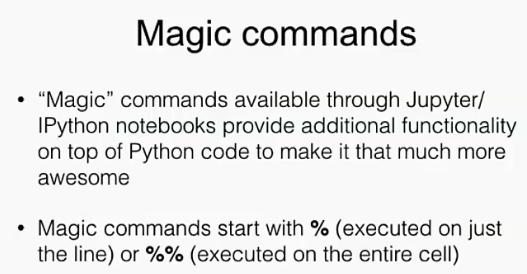 Magic commands
• “Magic” commands available through Jupyter/
IPython notebooks provide additional functionality
on top of Python code to make it that much more
awesome
• Magic commands start with % (executed on just
the line) or %% (executed on the entire cell)